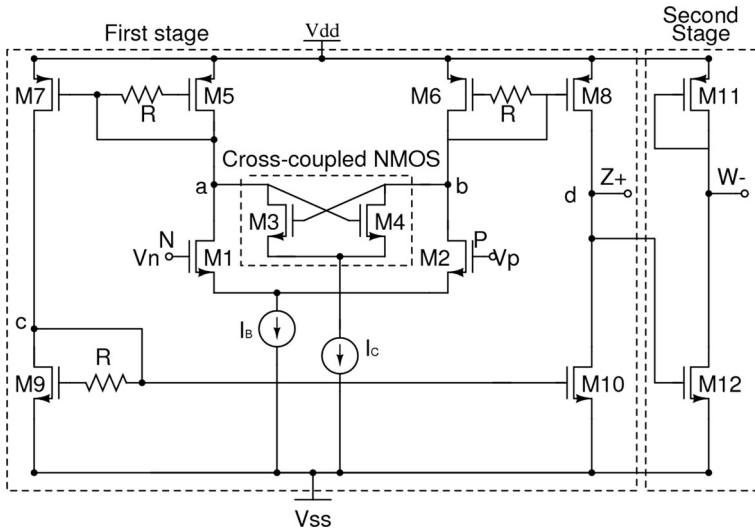 First stage
Vdd
Second
Stage
M7
R
M5
M6
R
M8
M11
Cross-coupled NMOS
a
b
Z+
W-
d
M3
M4
N
Vn
M1
M2
P
Vp
IB
IC
c
R
M9
M10
M12
Vss